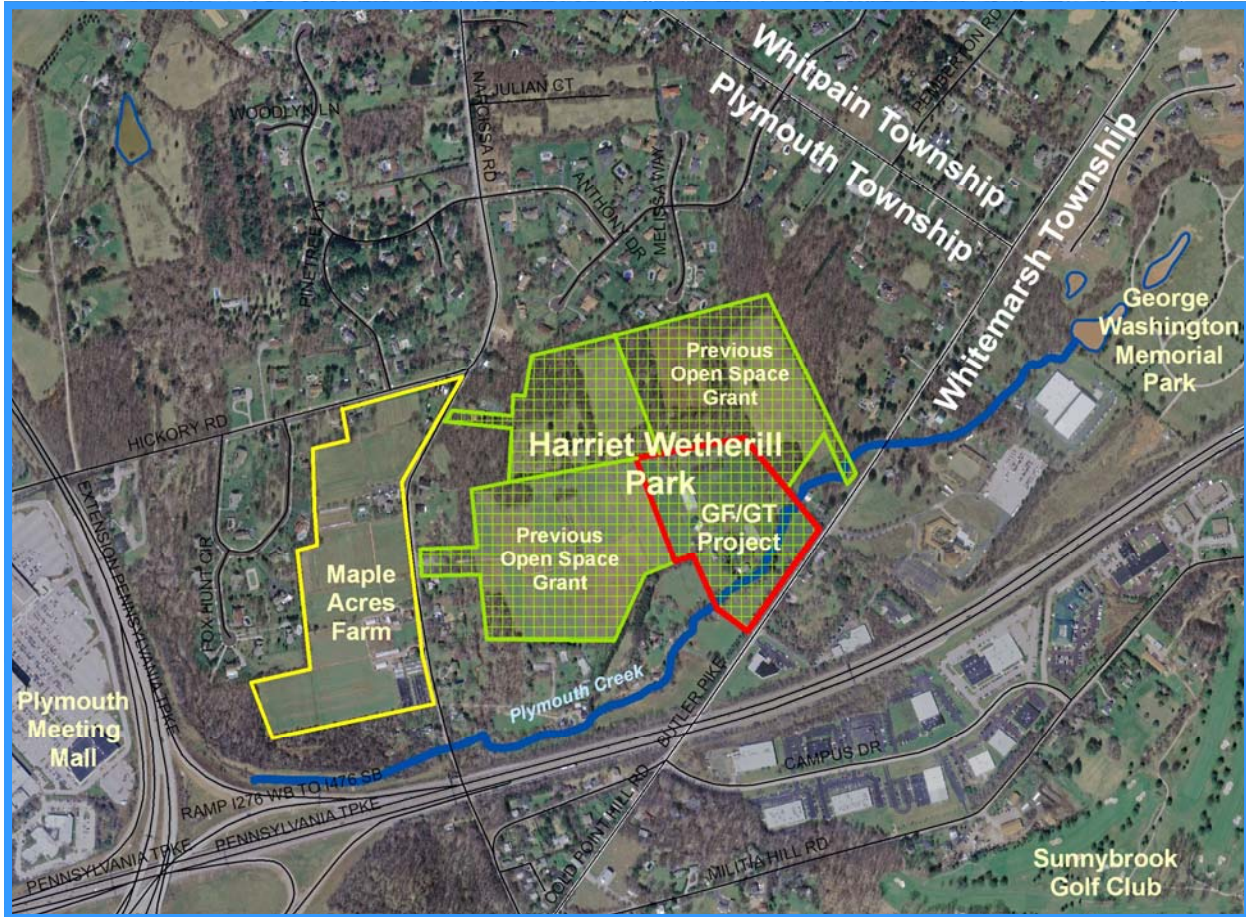 Whitpain Township
Plymouth Township
Whitemarsh Township
PEMBERTON RD
JULIAN CT
WOODLYN LN
NARCISSA RD
ANTHONY DR
MELISSA WAY
PINETREE LN
George
Washington
Memorial
Park
Previous
Open Space
Grant
HICKORY RD
Harriet Wetherill
Park
GF/GT
Project
Previous
Open Space
Grant
EXTENSION PENNSYLVANIA TPKE
FOX HUNT CIR
Maple
Acres
Farm
Plymouth
Meeting
Mall
Plymouth Creek
BUTLER PIKE
CAMPUS DR
RAMP I276 WB TO I476 SB
PENNSYLVANIA TPKE
PENNSYLVANIA TPKE
COLD POINT HILL RD
MILITIA HILL RD
Sunnybrook
Golf Club